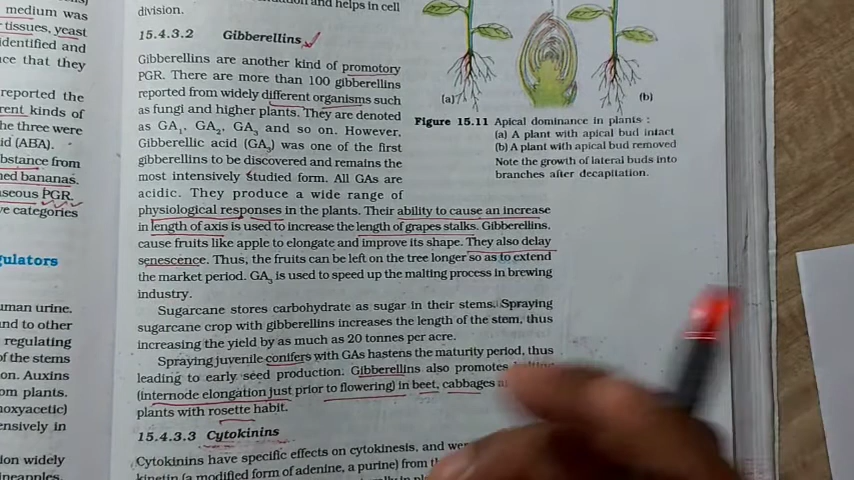 medium was
tissues, yeast
identified and
ce that they
reported the
rent kinds of
he three were
id (ABA).
bstance from
ned bananas.
seous PGR.
ve categories
gulators
uman urine.
nd to other
regulating
of the stems
on. Auxins
om plants.
noxyacetic)
ensively in
ion widely
neapples.
and helps in cell
division.
15.4.3.2 Gibberellins
Gibberellins are another kind of promotory
PGR. There are more than 100 gibberellins
reported from widely different organisms such
as fungi and higher plants. They are denoted
as GA1, GA2, GA3 and so on. However,
Gibberellic acid (GA3) was one of the first
gibberellins to be discovered and remains the
most intensively studied form. All GAs are
acidic. They produce a wide range of
physiological responses in the plants. Their ability to cause an increase
in length of axis is used to increase the length of grapes stalks. Gibberellins,
cause fruits like apple to elongate and improve its shape. They also delay
senescence. Thus, the fruits can be left on the tree longer so as to extend
the market period. GA3 is used to speed up the malting process in brewing
industry.
Sugarcane stores carbohydrate as sugar in their stems. Spraying
sugarcane crop with gibberellins increases the length of the stem, thus
increasing the yield by as much as 20 tonnes per acre.
Spraying juvenile conifers with GAs hastens the maturity period, thus
leading to early seed production. Gibberellins also promotes
(internode elongation just prior to flowering) in beet, cabbages
plants with rosette habit.
15.4.3.3 Cytokinins
Cytokinins have specific effects on cytokinesis, and were
kinetin (a modified form of adenine, a purine) from
(a)
(b)
Figure 15.11 Apical dominance in plants :
(a) A plant with apical bud intact
(b) A plant with apical bud removed
Note the growth of lateral buds into
branches after decapitation.